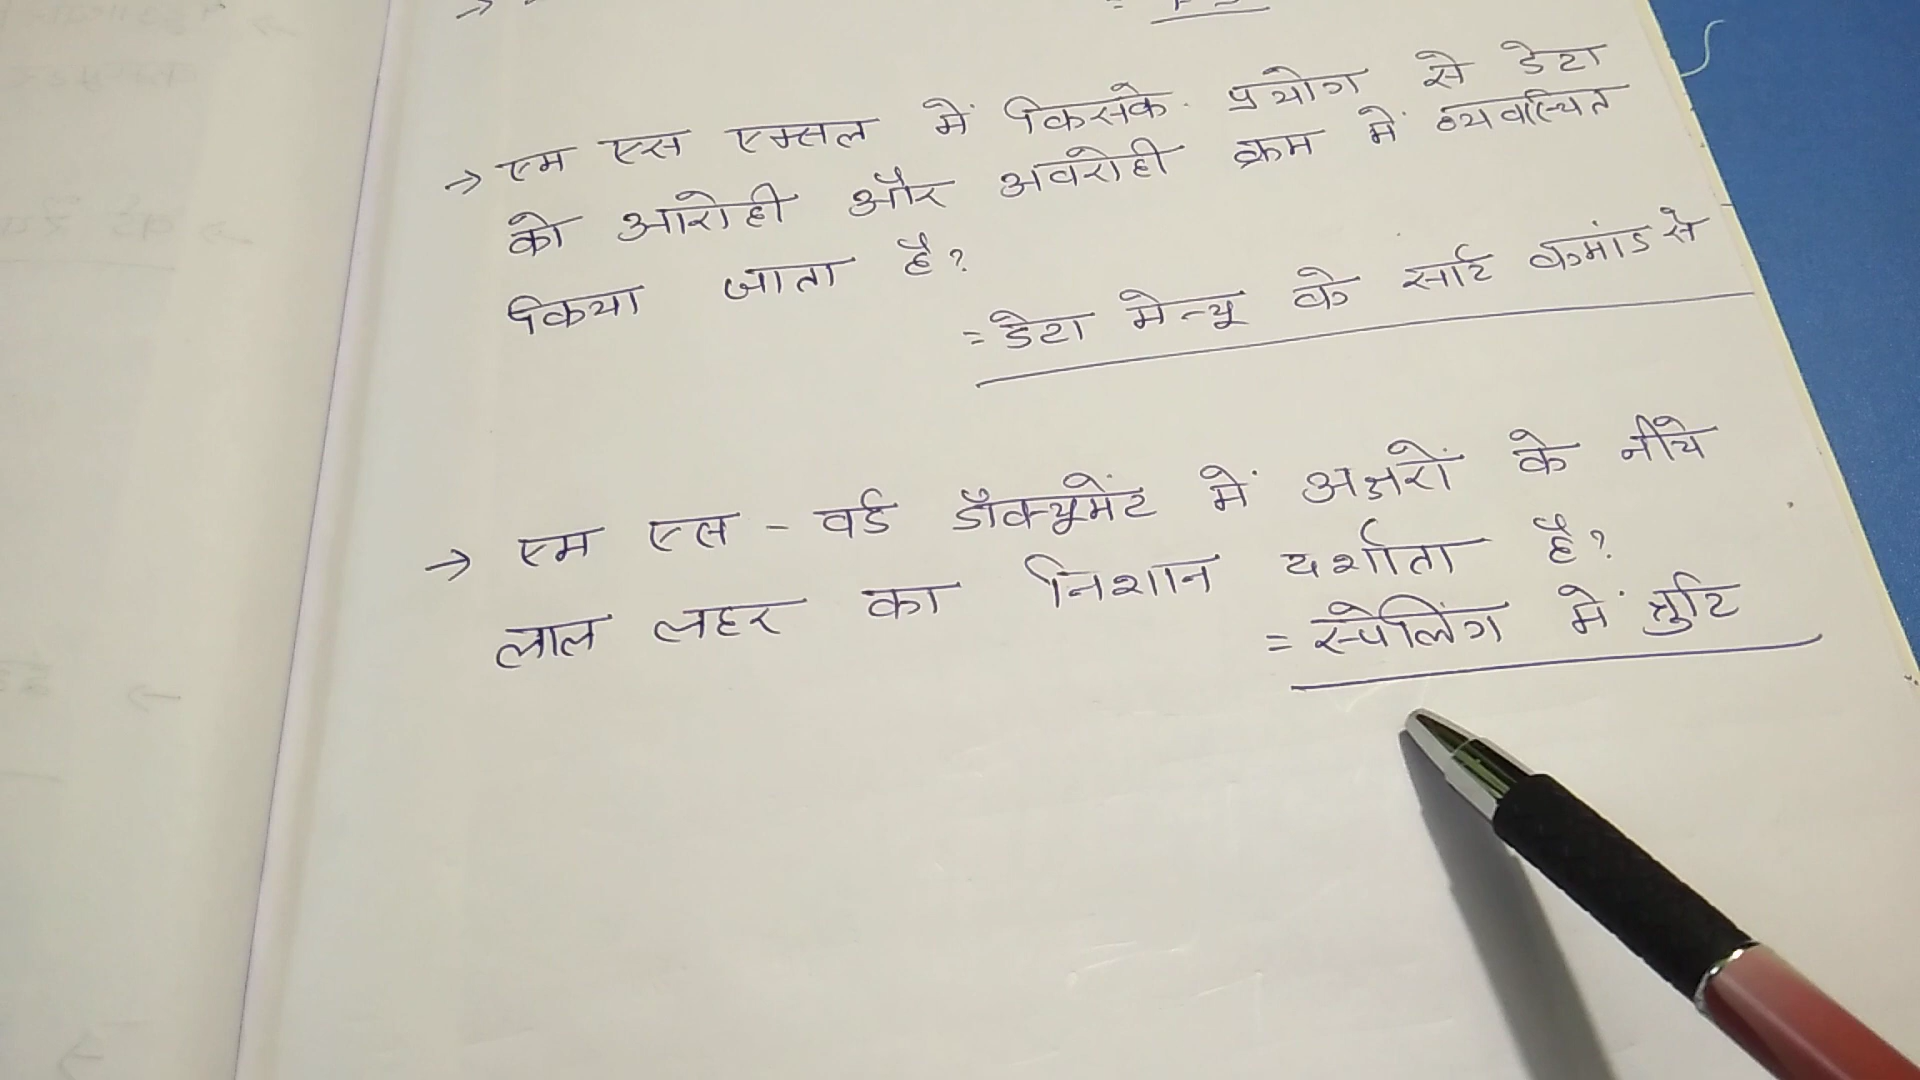 → एम एस एक्सल में किसके प्रयोग से डेटा
को आरोही और अवरोही क्रम में व्यवस्थित
किया जाता है?
= डेटा मेन्यू के सार्ट कमांड से
→ एम एस - वर्ड डॉक्यूमेंट में अक्षरों के नीचे
लाल लहर का निशान दर्शाता है?
= स्पेलिंग में त्रुटि